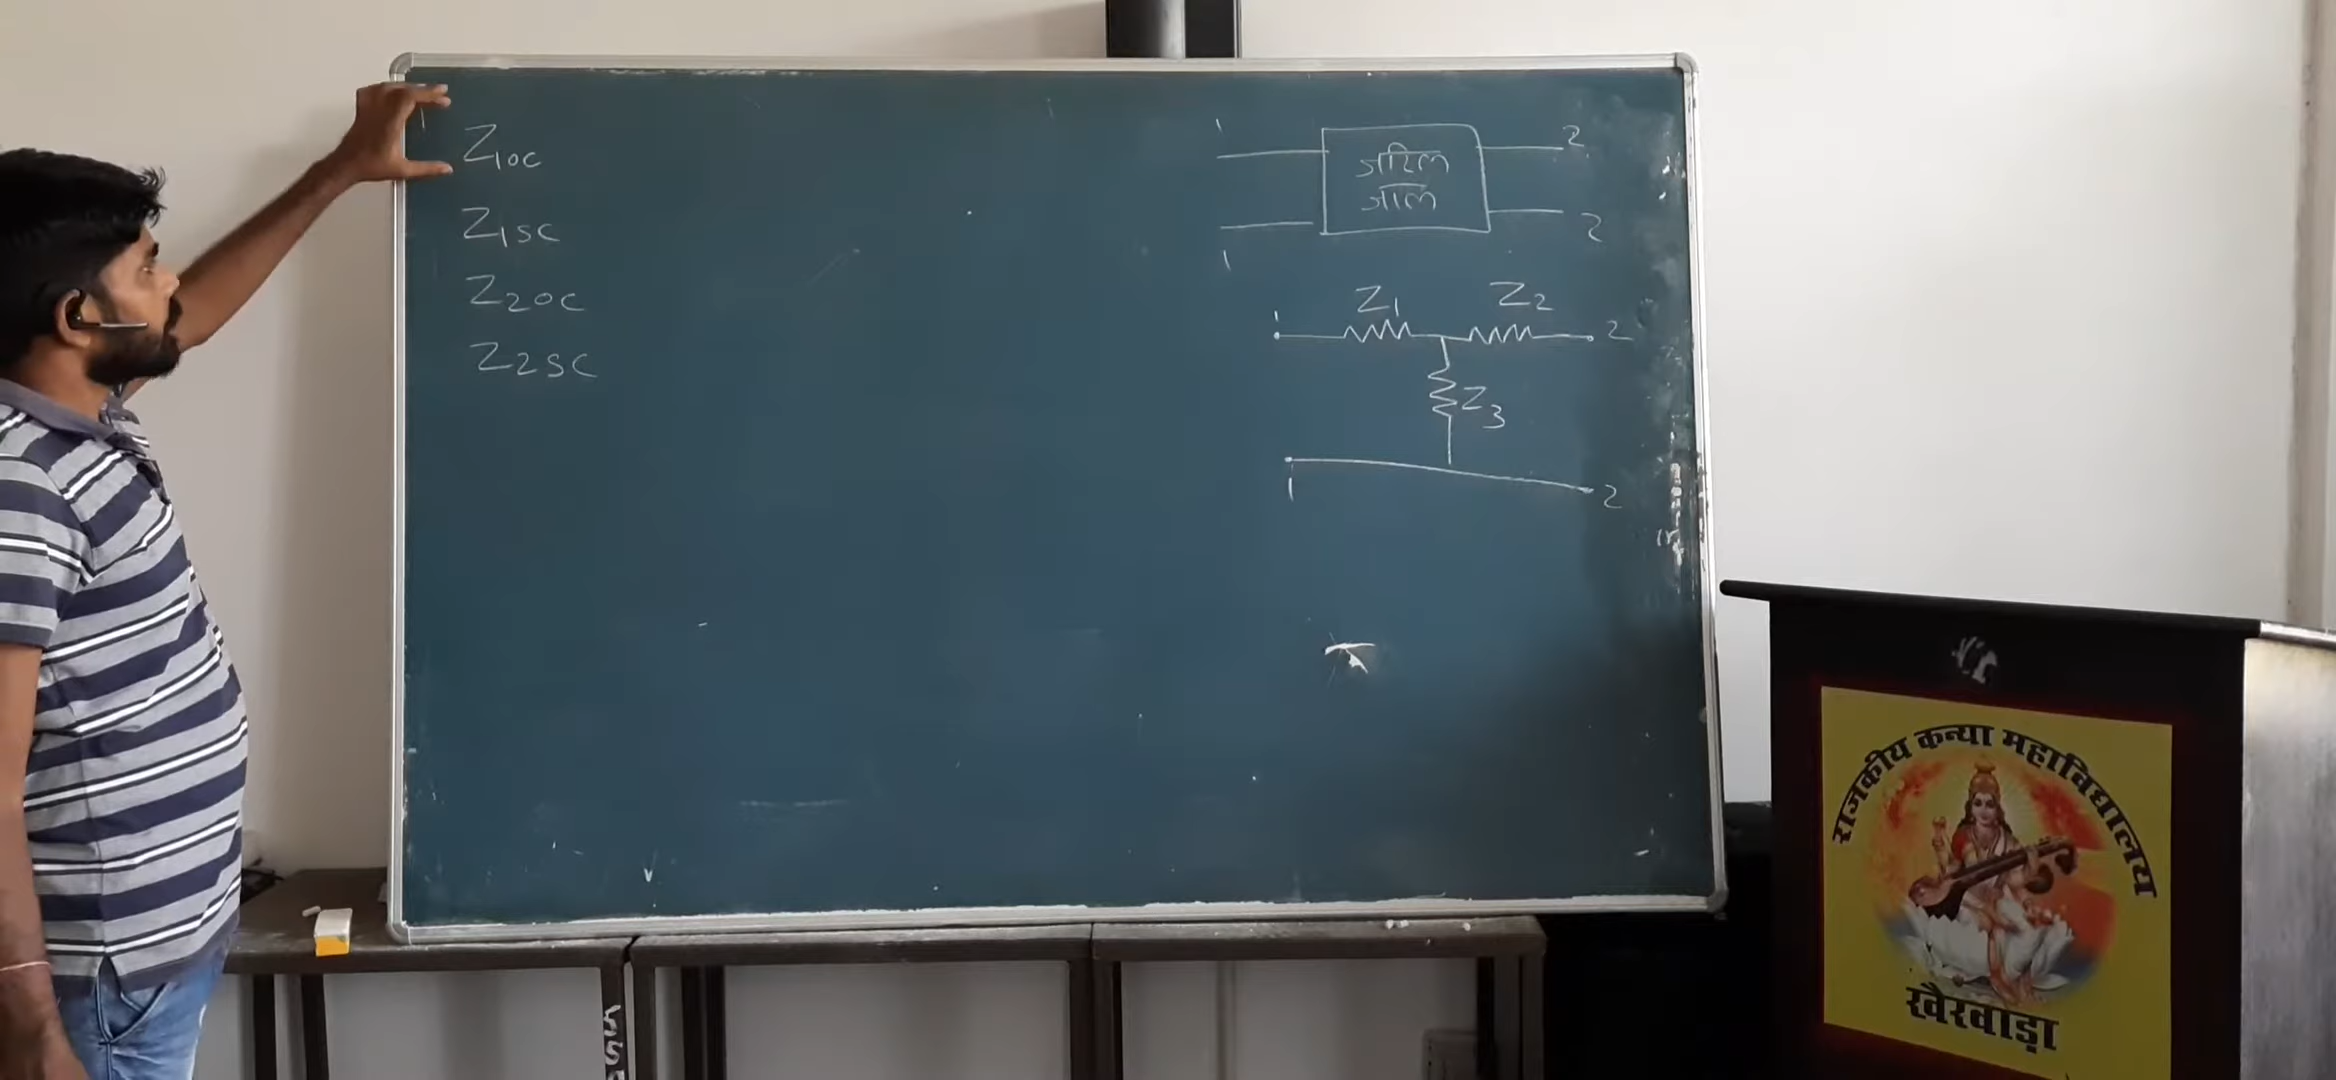 Z1OC
Z1SC
Z2OC
Z2SC
1 2
जटिल
जाल
1 2
Z1 Z2
1 2
Z3
1 2
राजकीय कन्या महाविद्यालय
खैरवाड़ा